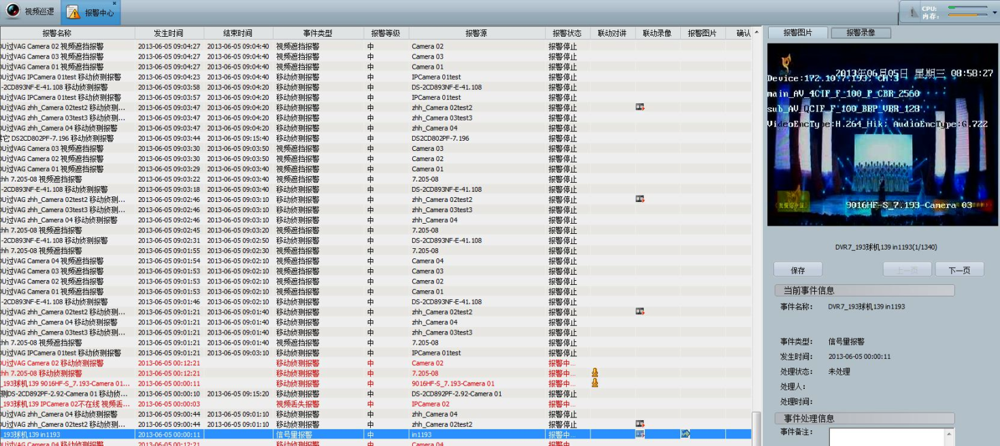 视频巡逻 报警中心 CPU:
内存:
报警名称 发生时间 结束时间 事件类型 报警等级 报警源 报警状态 联动对讲 联动录像 报警图片 确认
U过VAG Camera 02 视频遮挡报警 2013-06-05 09:04:27 2013-06-05 09:04:40 视频遮挡报警 中 Camera 02 报警停止
U过VAG Camera 03 视频遮挡报警 2013-06-05 09:04:27 2013-06-05 09:04:40 视频遮挡报警 中 Camera 03 报警停止
U过VAG Camera 01 视频遮挡报警 2013-06-05 09:04:27 2013-06-05 09:04:40 视频遮挡报警 中 Camera 01 报警停止
U过VAG IPCamera 01test 移动侦测报警 2013-06-05 09:04:23 2013-06-05 09:04:40 移动侦测报警 中 IPCamera 01test 报警停止
-2CD893NF-E-41.108 移动侦测报警 2013-06-05 09:03:58 2013-06-05 09:04:20 移动侦测报警 中 DS-2CD893NF-E-41.108 报警停止
U过VAG IPCamera 01test 移动侦测报警 2013-06-05 09:03:57 2013-06-05 09:04:20 移动侦测报警 中 IPCamera 01test 报警停止
U过VAG zhh_Camera 02test2 移动侦测... 2013-06-05 09:03:47 2013-06-05 09:04:20 移动侦测报警 中 zhh_Camera 02test2 报警停止
U过VAG zhh_Camera 03test3 移动侦测... 2013-06-05 09:03:47 2013-06-05 09:04:20 移动侦测报警 中 zhh_Camera 03test3 报警停止
U过VAG zhh_Camera 04 移动侦测报警 2013-06-05 09:03:47 2013-06-05 09:04:20 移动侦测报警 中 zhh_Camera 04 报警停止
它 DS2CD802PF-7.196 移动侦测报警 2013-06-05 09:03:44 2013-06-05 09:15:40 移动侦测报警 中 DS2CD802PF-7.196 报警停止
U过VAG Camera 03 视频遮挡报警 2013-06-05 09:03:30 2013-06-05 09:03:50 视频遮挡报警 中 Camera 03 报警停止
U过VAG Camera 02 视频遮挡报警 2013-06-05 09:03:30 2013-06-05 09:03:50 视频遮挡报警 中 Camera 02 报警停止
U过VAG Camera 01 视频遮挡报警 2013-06-05 09:03:29 2013-06-05 09:03:40 视频遮挡报警 中 Camera 01 报警停止
hh 7.205-08 视频遮挡报警 2013-06-05 09:03:22 2013-06-05 09:03:40 视频遮挡报警 中 7.205-08 报警停止
-2CD893NF-E-41.108 移动侦测报警 2013-06-05 09:03:18 2013-06-05 09:03:40 移动侦测报警 中 DS-2CD893NF-E-41.108 报警停止
U过VAG zhh_Camera 02test2 移动侦测... 2013-06-05 09:02:46 2013-06-05 09:03:10 移动侦测报警 中 zhh_Camera 02test2 报警停止
U过VAG zhh_Camera 03test3 移动侦测... 2013-06-05 09:02:46 2013-06-05 09:03:10 移动侦测报警 中 zhh_Camera 03test3 报警停止
U过VAG zhh_Camera 04 移动侦测报警 2013-06-05 09:02:46 2013-06-05 09:03:10 移动侦测报警 中 zhh_Camera 04 报警停止
hh 7.205-08 视频遮挡报警 2013-06-05 09:02:45 2013-06-05 09:03:20 视频遮挡报警 中 7.205-08 报警停止
-2CD893NF-E-41.108 移动侦测报警 2013-06-05 09:02:31 2013-06-05 09:02:50 移动侦测报警 中 DS-2CD893NF-E-41.108 报警停止
hh 7.205-08 视频遮挡报警 2013-06-05 09:01:55 2013-06-05 09:02:30 视频遮挡报警 中 7.205-08 报警停止
U过VAG Camera 04 视频遮挡报警 2013-06-05 09:01:54 2013-06-05 09:02:10 视频遮挡报警 中 Camera 04 报警停止
U过VAG Camera 03 视频遮挡报警 2013-06-05 09:01:53 2013-06-05 09:02:10 视频遮挡报警 中 Camera 03 报警停止
U过VAG Camera 02 视频遮挡报警 2013-06-05 09:01:53 2013-06-05 09:02:10 视频遮挡报警 中 Camera 02 报警停止
U过VAG Camera 01 视频遮挡报警 2013-06-05 09:01:53 2013-06-05 09:02:10 视频遮挡报警 中 Camera 01 报警停止
-2CD893NF-E-41.108 移动侦测报警 2013-06-05 09:01:46 2013-06-05 09:02:10 移动侦测报警 中 DS-2CD893NF-E-41.108 报警停止
U过VAG zhh_Camera 02test2 移动侦测... 2013-06-05 09:01:21 2013-06-05 09:01:40 移动侦测报警 中 zhh_Camera 02test2 报警停止
U过VAG zhh_Camera 04 移动侦测报警 2013-06-05 09:01:21 2013-06-05 09:01:40 移动侦测报警 中 zhh_Camera 04 报警停止
U过VAG zhh_Camera 03test3 移动侦测... 2013-06-05 09:01:21 2013-06-05 09:01:40 移动侦测报警 中 zhh_Camera 03test3 报警停止
hh 7.205-08 视频遮挡报警 2013-06-05 09:01:21 2013-06-05 09:01:40 视频遮挡报警 中 7.205-08 报警停止
U过VAG IPCamera 01test 移动侦测报警 2013-06-05 09:01:21 2013-06-05 09:03:10 移动侦测报警 中 IPCamera 01test 报警停止
U过VAG Camera 02 移动侦测报警 2013-06-05 00:12:21 移动侦测报警 中 Camera 02 报警中...
hh 7.205-08 移动侦测报警 2013-06-05 00:12:21 移动侦测报警 中 7.205-08 报警中...
_193球机139 9016HF-S_7.193-Camera 01... 2013-06-05 00:00:11 移动侦测报警 中 9016HF-S_7.193-Camera 01 报警中...
测DS-2CD892PF-2.92-Camera 01 移动侦... 2013-06-05 00:00:10 2013-06-05 09:15:20 移动侦测报警 中 DS-2CD892PF-2.92-Camera 01 报警停止
_193球机139 IPCamera 02不在线 视频丢... 2013-06-05 00:00:03 视频丢失报警 中 IPCamera 02 报警中...
U过VAG zhh_Camera 04 移动侦测报警 2013-06-05 09:00:44 2013-06-05 09:01:10 移动侦测报警 中 zhh_Camera 04 报警停止
U过VAG zhh_Camera 02test2 移动侦测... 2013-06-05 09:00:44 2013-06-05 09:01:10 移动侦测报警 中 zhh_Camera 02test2 报警停止
_193球机139 in1193 2013-06-05 00:00:11 信号量报警 中 in1193 报警中...
U过VAG Camera 04 移动侦测报警 2013-06-05 00:12:21 移动侦测报警 中 Camera 04 报警中
报警图片 报警录像
2013年06月05日 星期三 08:58:27
Device:172.10.7.193; CH:3
main_AV_4CIF_F_100_P_CBR_2560
sub_AV_QCIF_F_100_BBP_VBR_128
VideoEncType:H.264_Hik; AudioEncType:G.722
9016HF-S_7.193-Camera 03
DVR7_193球机139 in1193(1/1340)
保存 上一页 下一页
当前事件信息
事件名称: DVR7_193球机139 in1193
事件类型: 信号量报警
发生时间: 2013-06-05 00:00:11
处理状态: 未处理
处理人:
处理时间:
事件处理信息
事件备注: